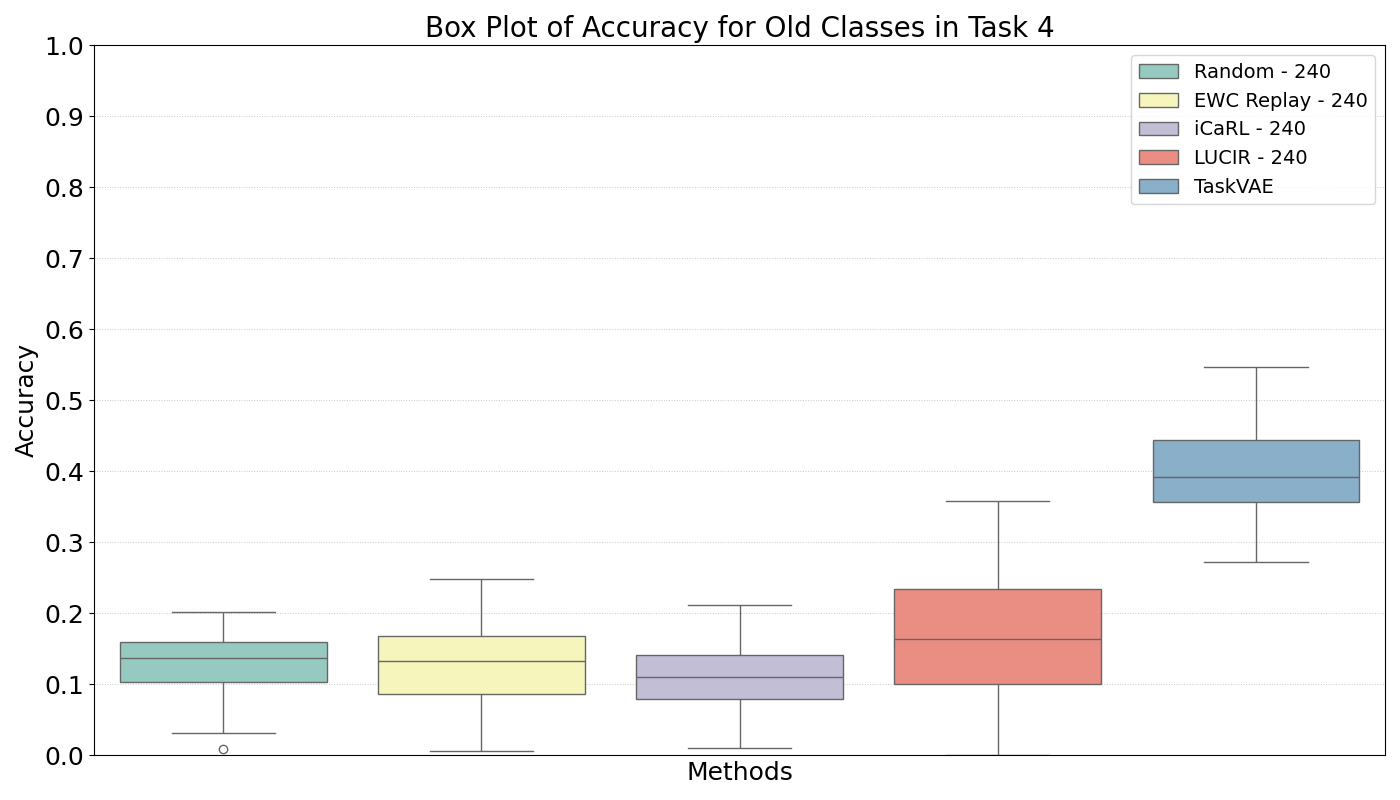 Box Plot of Accuracy for Old Classes in Task 4
1.0
0.9
0.8
0.7
0.6
0.5
0.4
0.3
0.2
0.1
0.0
Accuracy
Methods
Random - 240
EWC Replay - 240
iCaRL - 240
LUCIR - 240
TaskVAE